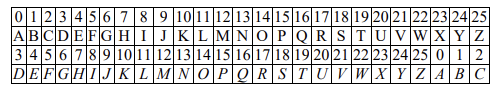 0 1 2 3 4 5 6 7 8 9 10 11 12 13 14 15 16 17 18 19 20 21 22 23 24 25
A B C D E F G H I J K L M N O P Q R S T U V W X Y Z
3 4 5 6 7 8 9 10 11 12 13 14 15 16 17 18 19 20 21 22 23 24 25 0 1 2
D E F G H I J K L M N O P Q R S T U V W X Y Z A B C